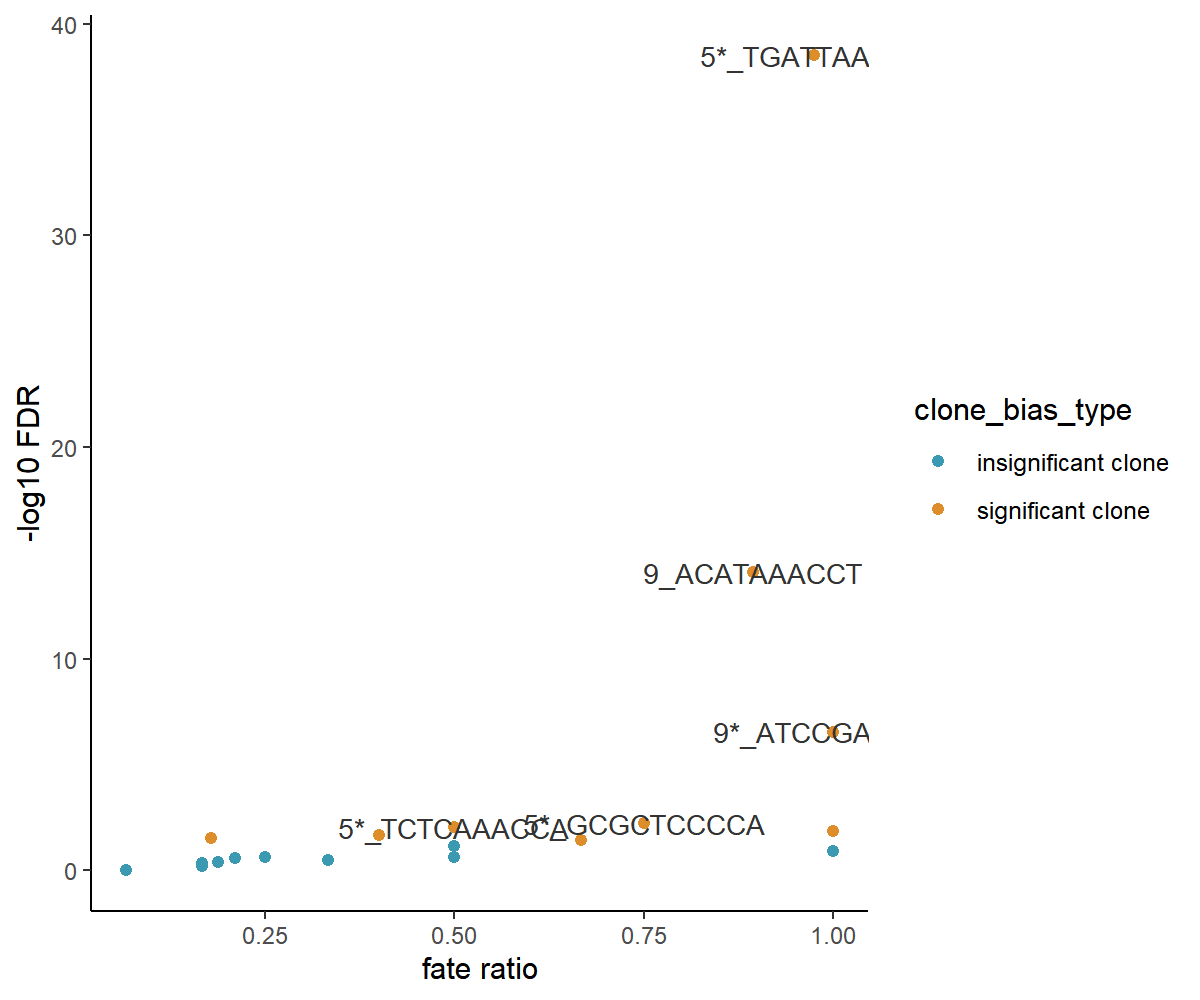 40
5*_TGATTAA
30
-log10 FDR
clone_bias_type
20
insignificant clone
significant clone
9_ACATAAACCT
10
9*_ATCCGA
5*_TCTCAAACCA
5*_GCGCTCCCCA
0
0.25 0.50 0.75 1.00
fate ratio